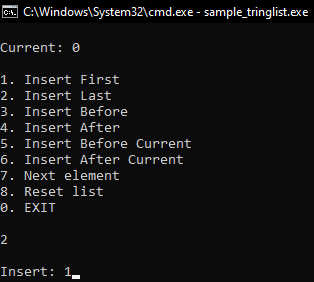 C:\Windows\System32\cmd.exe - sample_tringlist.exe
Current: 0
1. Insert First
2. Insert Last
3. Insert Before
4. Insert After
5. Insert Before Current
6. Insert After Current
7. Next element
8. Reset list
0. EXIT
2
Insert: 1